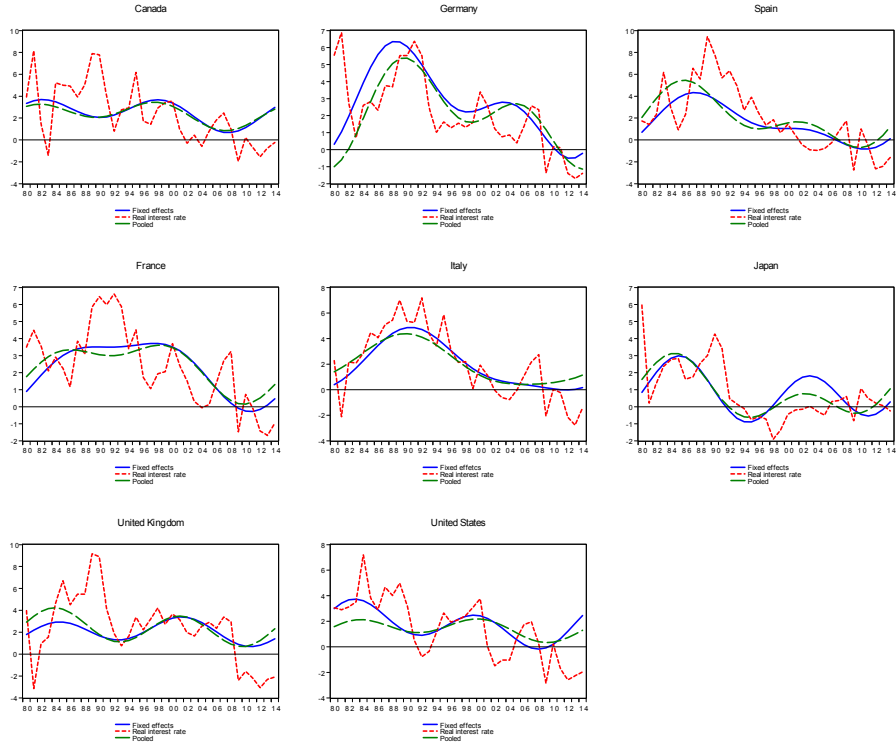 Canada
10
8
6
4
2
0
-2
-4
80 82 84 86 88 90 92 94 96 98 00 02 04 06 08 10 12 14
Fixed effects
Real interest rate
Pooled
Germany
7
6
5
4
3
2
1
0
-1
-2
80 82 84 86 88 90 92 94 96 98 00 02 04 06 08 10 12 14
Fixed effects
Real interest rate
Pooled
Spain
10
8
6
4
2
0
-2
-4
80 82 84 86 88 90 92 94 96 98 00 02 04 06 08 10 12 14
Fixed effects
Real interest rate
Pooled
France
7
6
5
4
3
2
1
0
-1
-2
80 82 84 86 88 90 92 94 96 98 00 02 04 06 08 10 12 14
Fixed effects
Real interest rate
Pooled
Italy
8
6
4
2
0
-2
-4
80 82 84 86 88 90 92 94 96 98 00 02 04 06 08 10 12 14
Fixed effetcs
Real interest rate
Pooled
Japan
7
6
5
4
3
2
1
0
-1
-2
80 82 84 86 88 90 92 94 96 98 00 02 04 06 08 10 12 14
Fixed effects
Real interest rate
Pooled
United Kingdom
10
8
6
4
2
0
-2
-4
80 82 84 86 88 90 92 94 96 98 00 02 04 06 08 10 12 14
Fixed effects
Real interest rate
Pooled
United States
8
6
4
2
0
-2
-4
80 82 84 86 88 90 92 94 96 98 00 02 04 06 08 10 12 14
Fixed effects
Real interest rate
Pooled